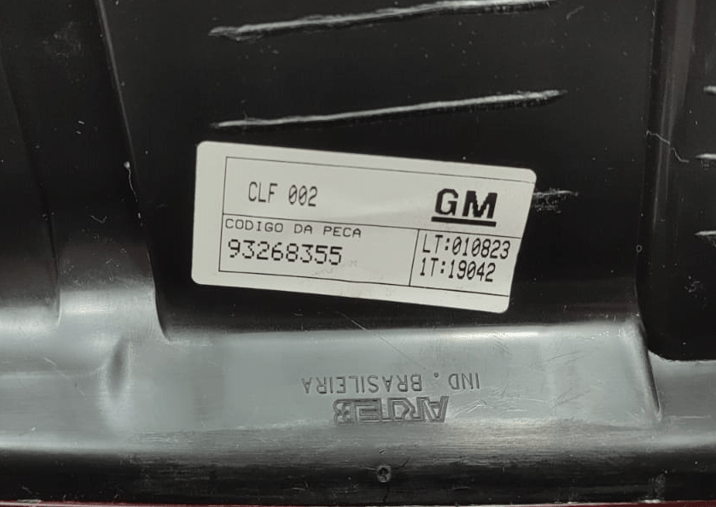 CLF 002
GM
CODIGO DA PECA
93268355
LT:010823
1T:19042
ARTEB
IND. BRASILEIRA